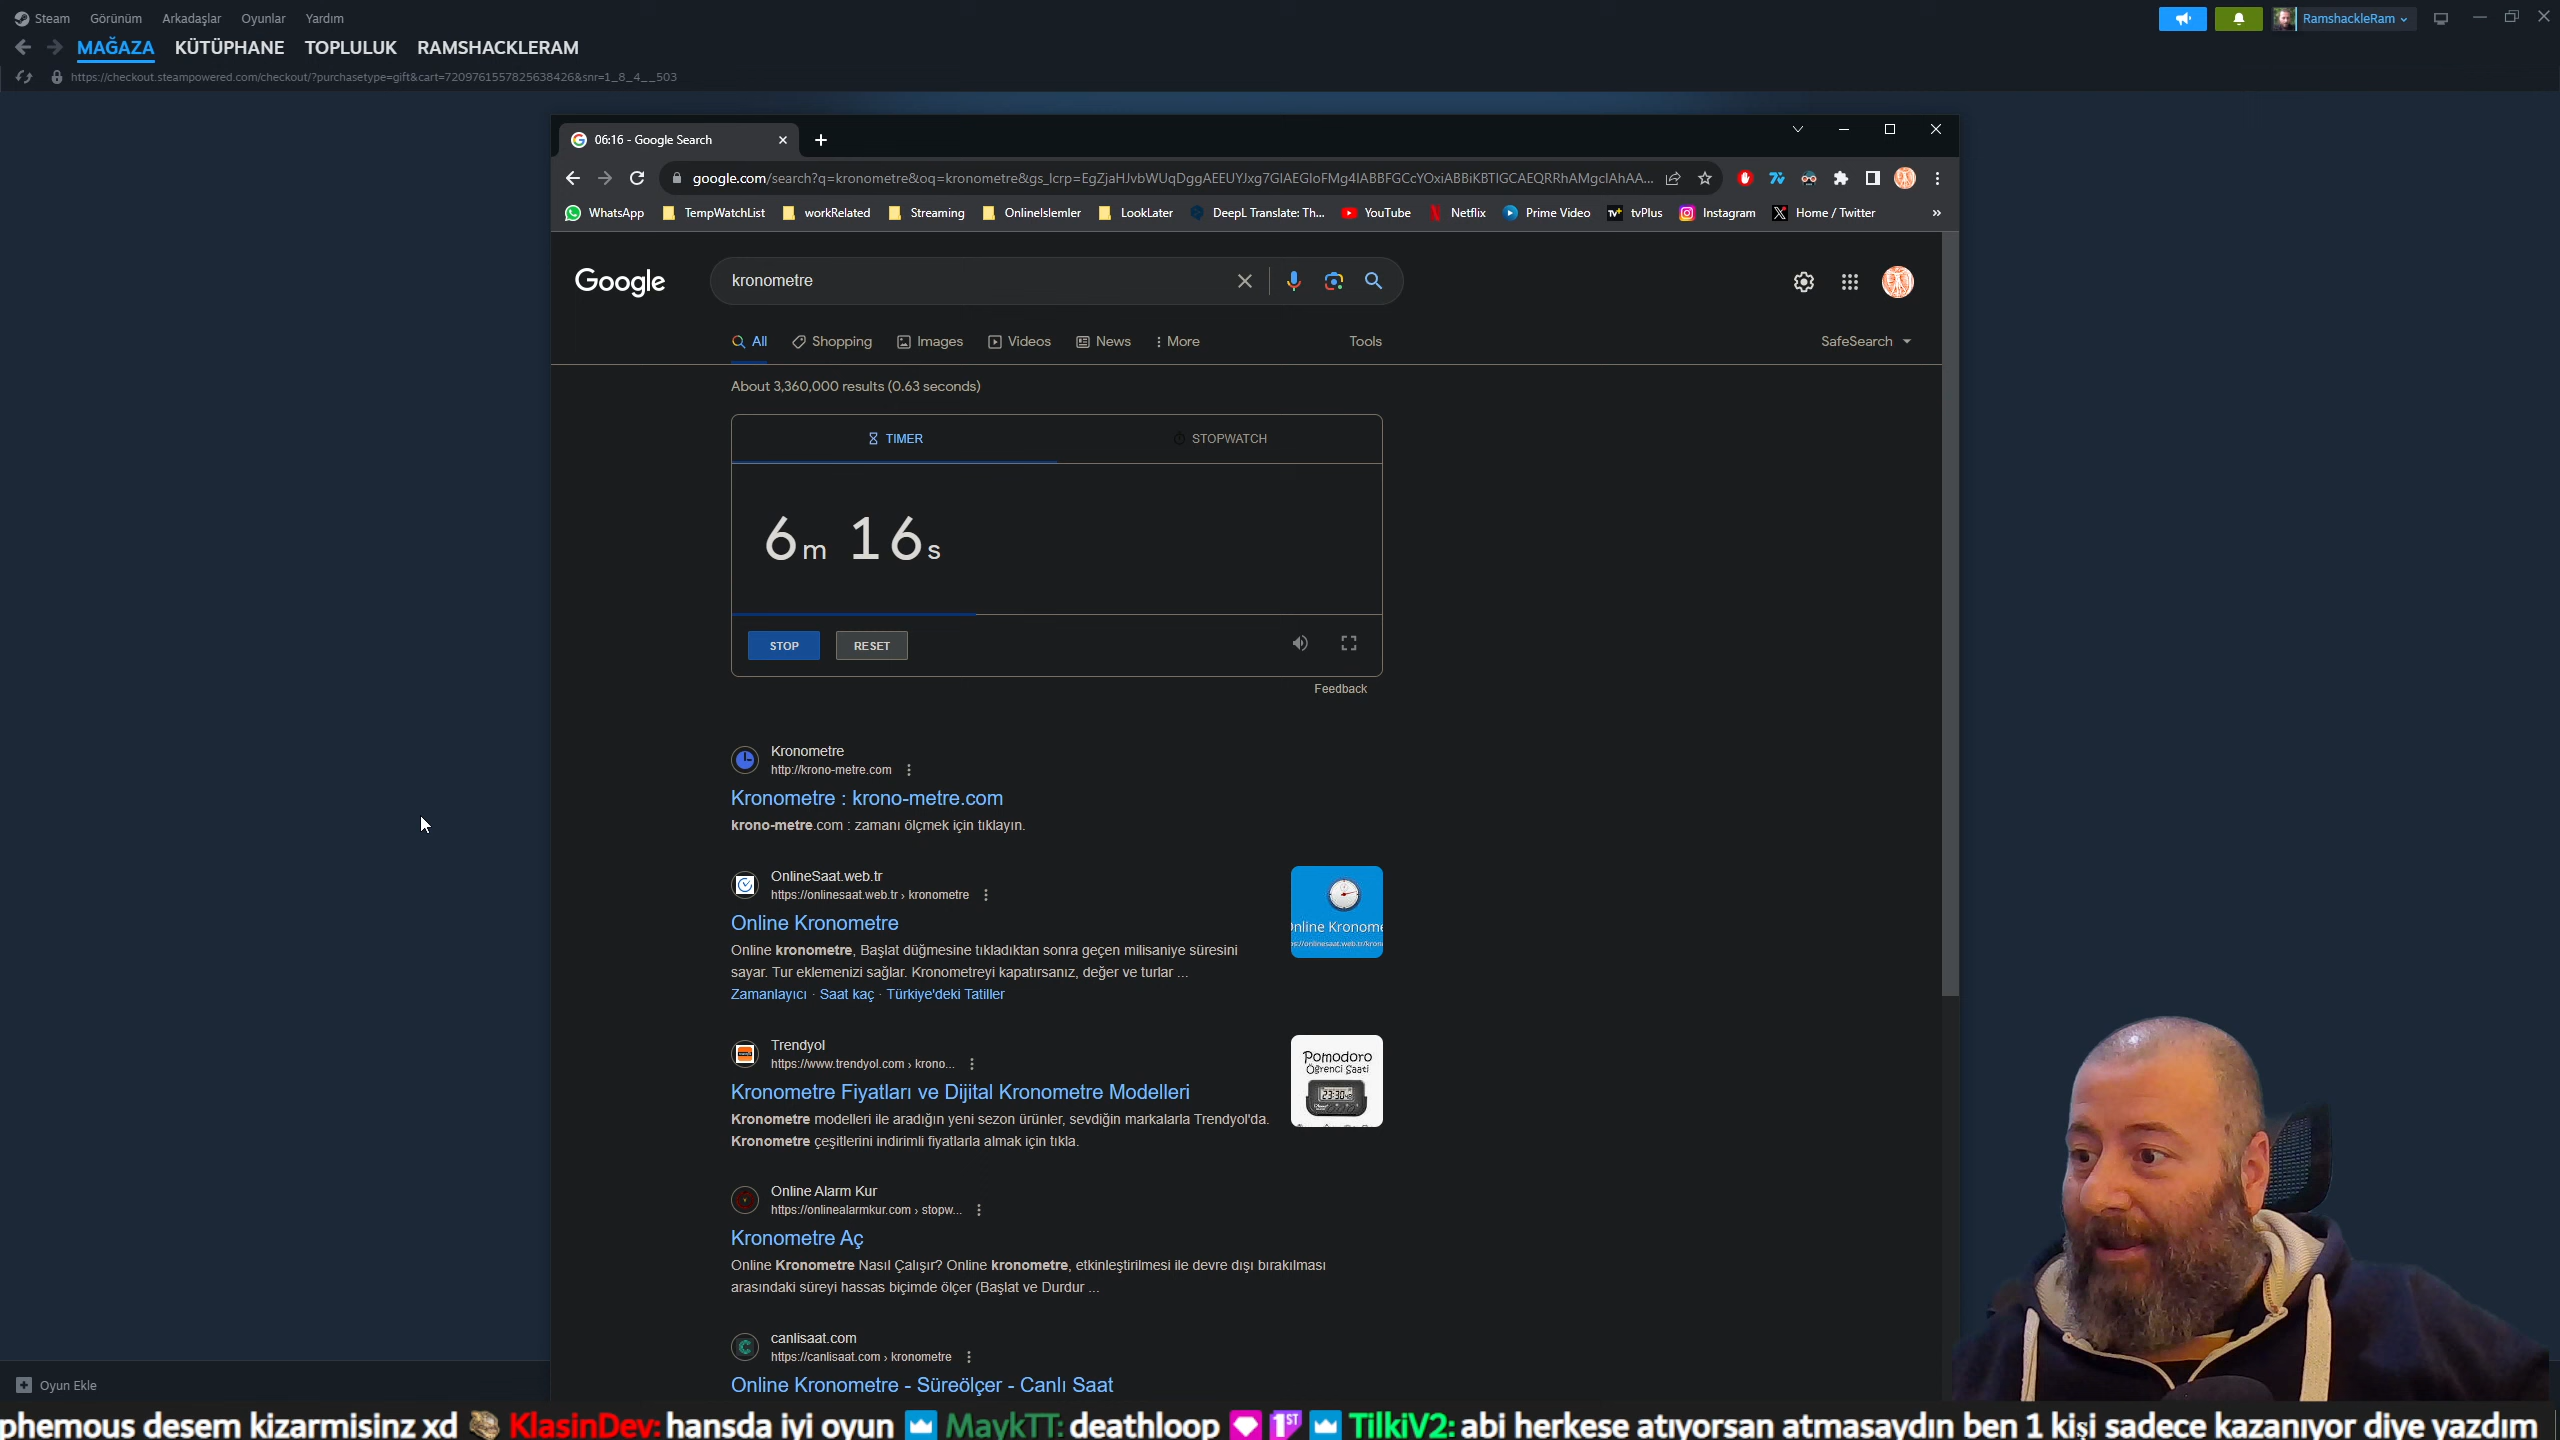 Steam Görünüm Arkadaşlar Oyunlar Yardım
RamshackleRam
MAĞAZA KÜTÜPHANE TOPLULUK RAMSHACKLERAM
https://checkout.steampowered.com/checkout/?purchasetype=gift&cart=7209761557825638426&snr=1_8_4__503
06:16 - Google Search
google.com/search?q=kronometre&oq=kronometre&gs_lcrp=
WhatsApp TempWatchList workRelated Streaming OnlineIslemler LookLater DeepL Translate: Th... YouTube Netflix Prime Video tvPlus Instagram Home / Twitter »
Google kronometre
All Shopping Images Videos News More Tools SafeSearch
About 3,360,000 results (0.63 seconds)
TIMER STOPWATCH
6m 16s
STOP RESET
Feedback
Kronometre
http://krono-metre.com
Kronometre : krono-metre.com
krono-metre.com : zamanı ölçmek için tıklayın.
OnlineSaat.web.tr
https://onlinesaat.web.tr › kronometre
Online Kronometre
Online kronometre, Başlat düğmesine tıkladıktan sonra geçen milisaniye süresini
sayar. Tur eklemenizi sağlar. Kronometreyi kapatırsanız, değer ve turlar ...
Zamanlayıcı · Saat kaç · Türkiye'deki Tatiller
Trendyol
https://www.trendyol.com › krono...
Kronometre Fiyatları ve Dijital Kronometre Modelleri
Kronometre modelleri ile aradığın yeni sezon ürünler, sevdiğin markalarla Trendyol'da.
Kronometre çeşitlerini indirimli fiyatlarla almak için tıkla.
Pomodoro
Öğrenci Saati
Online Alarm Kur
https://onlinealarmkur.com › stopw...
Kronometre Aç
Online Kronometre Nasıl Çalışır? Online kronometre, etkinleştirilmesi ile devre dışı bırakılması
arasındaki süreyi hassas biçimde ölçer (Başlat ve Durdur ...
canlisaat.com
https://canlisaat.com › kronometre
Online Kronometre - Süreölçer - Canlı Saat
Oyun Ekle
phemous desem kizarmisinz xd KlasinDev: hansda iyi oyun MaykTT: deathloop 1ST TilkiV2: abi herkese atıyorsan atmasaydın ben 1 kişi sadece kazanıyor diye yazdım